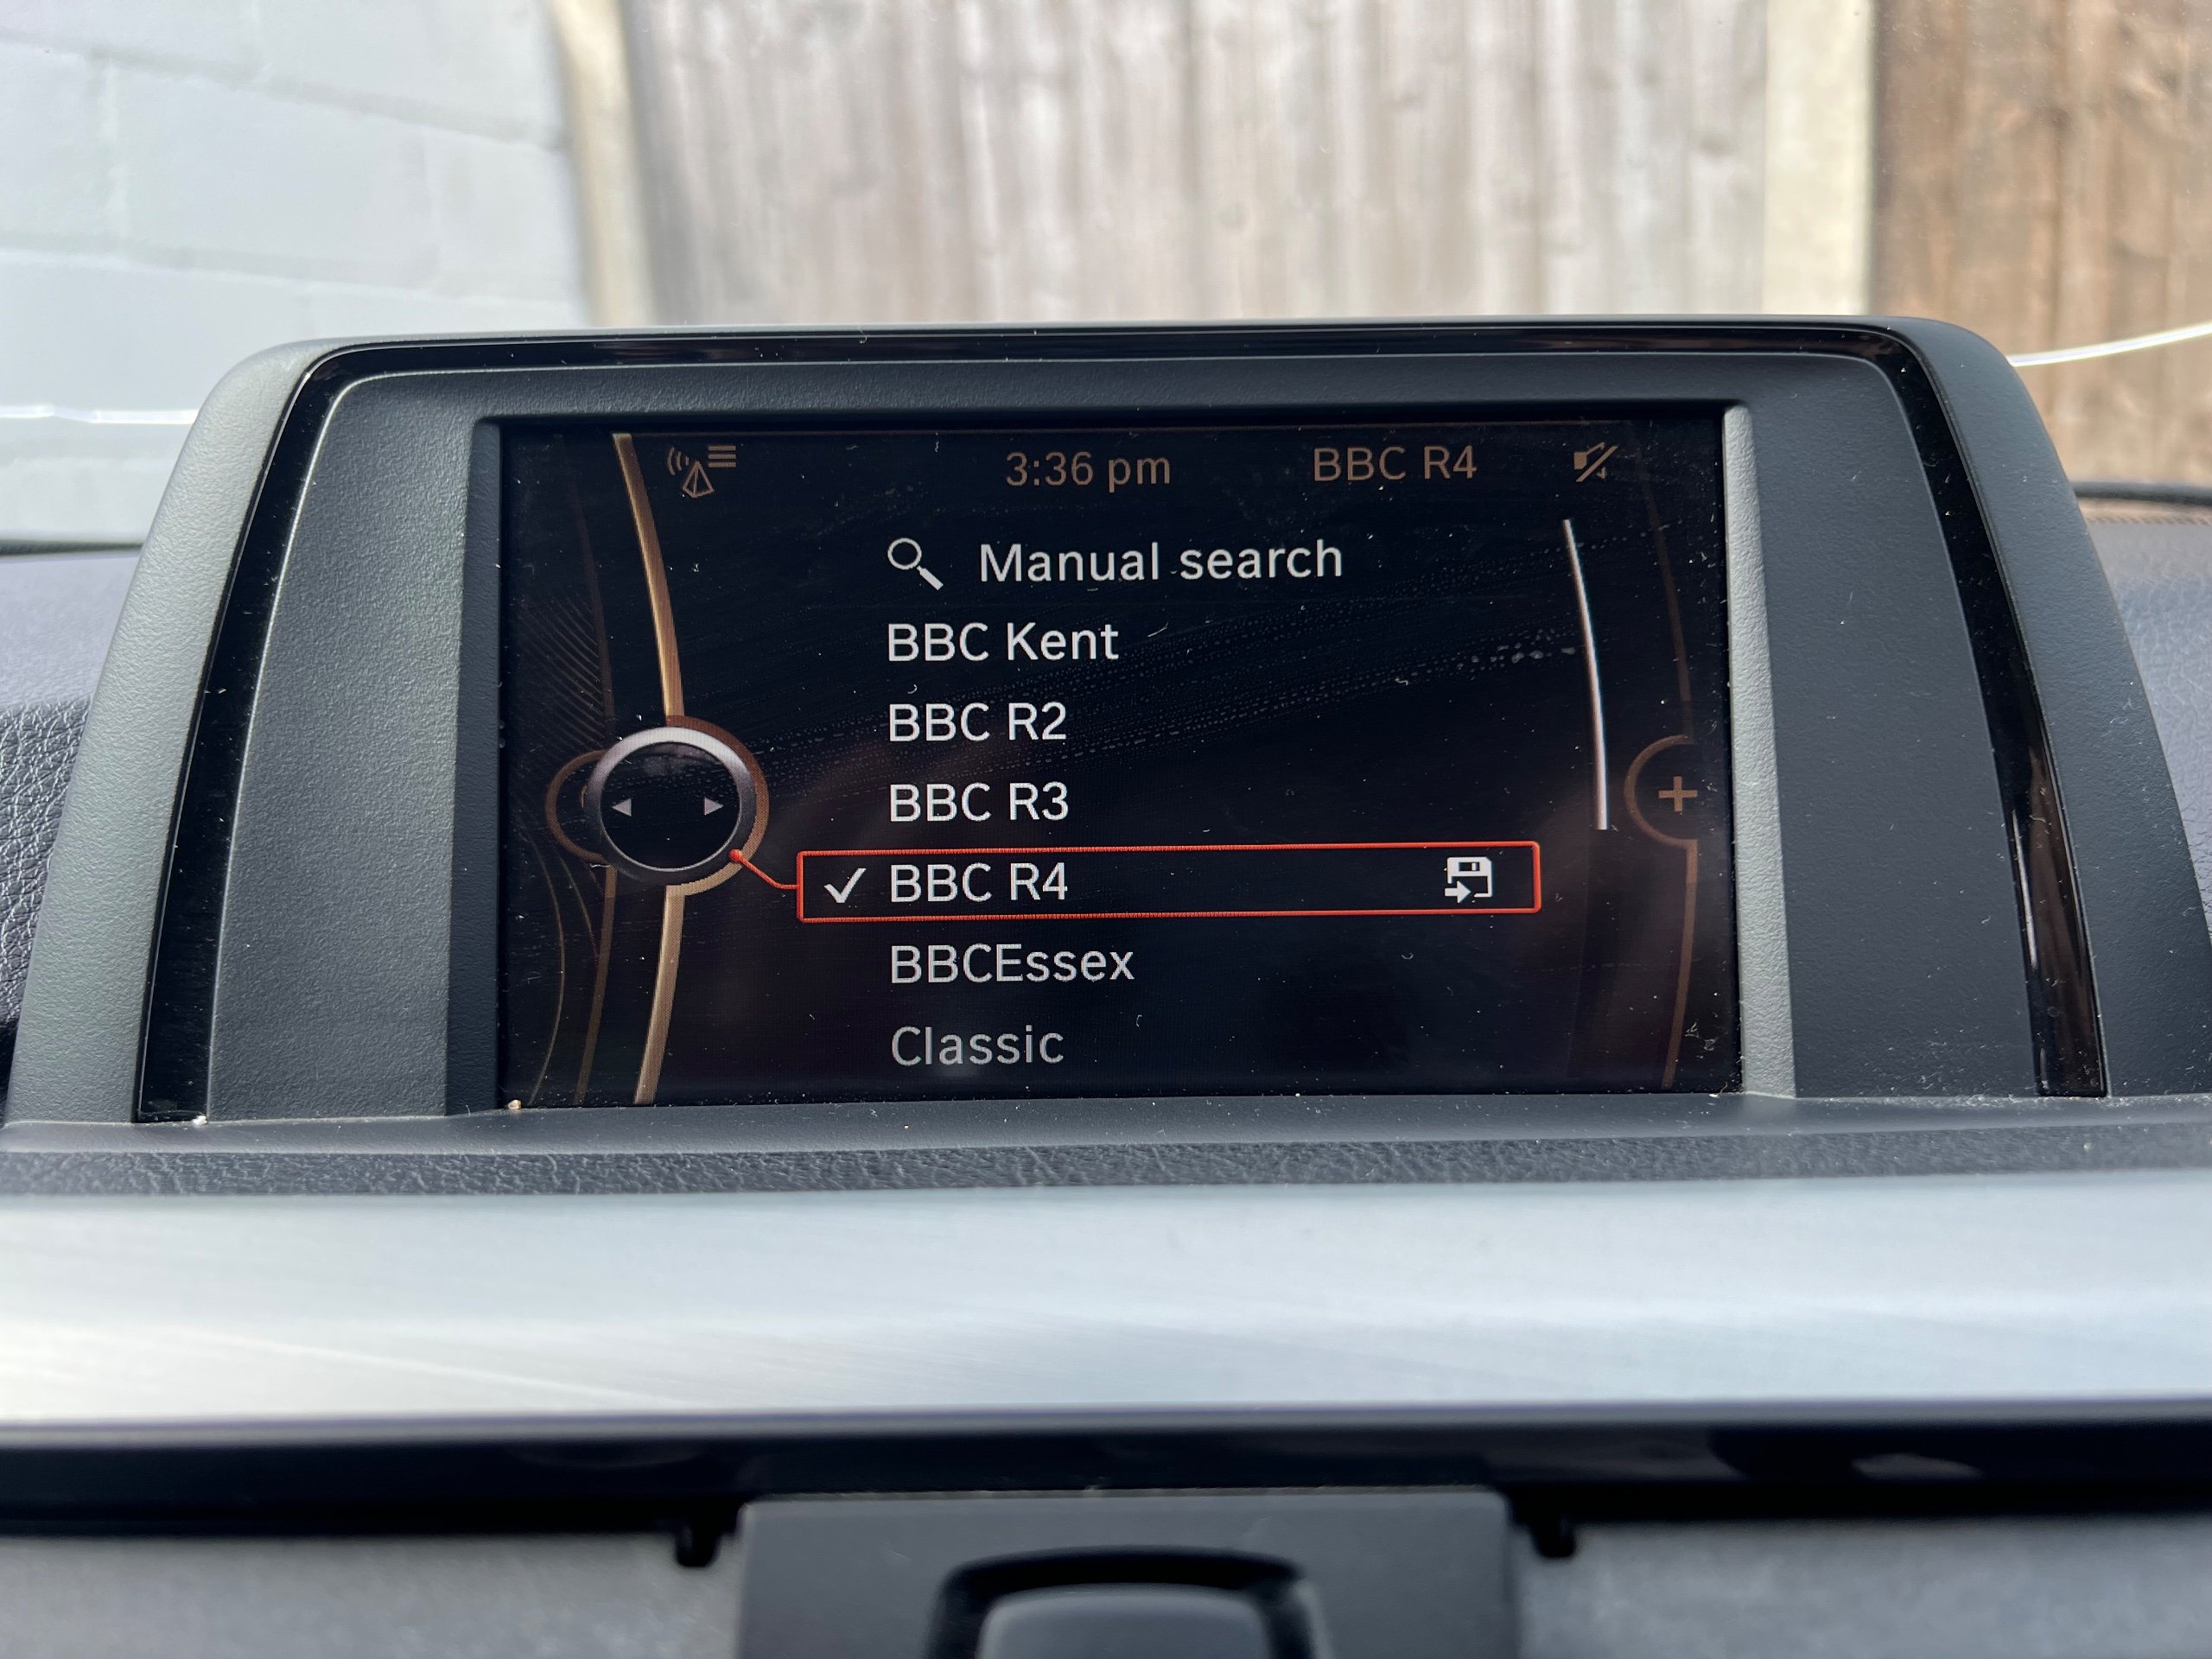 3:36 pm BBC R4
Manual search
BBC Kent
BBC R2
BBC R3
BBC R4
BBCEssex
Classic